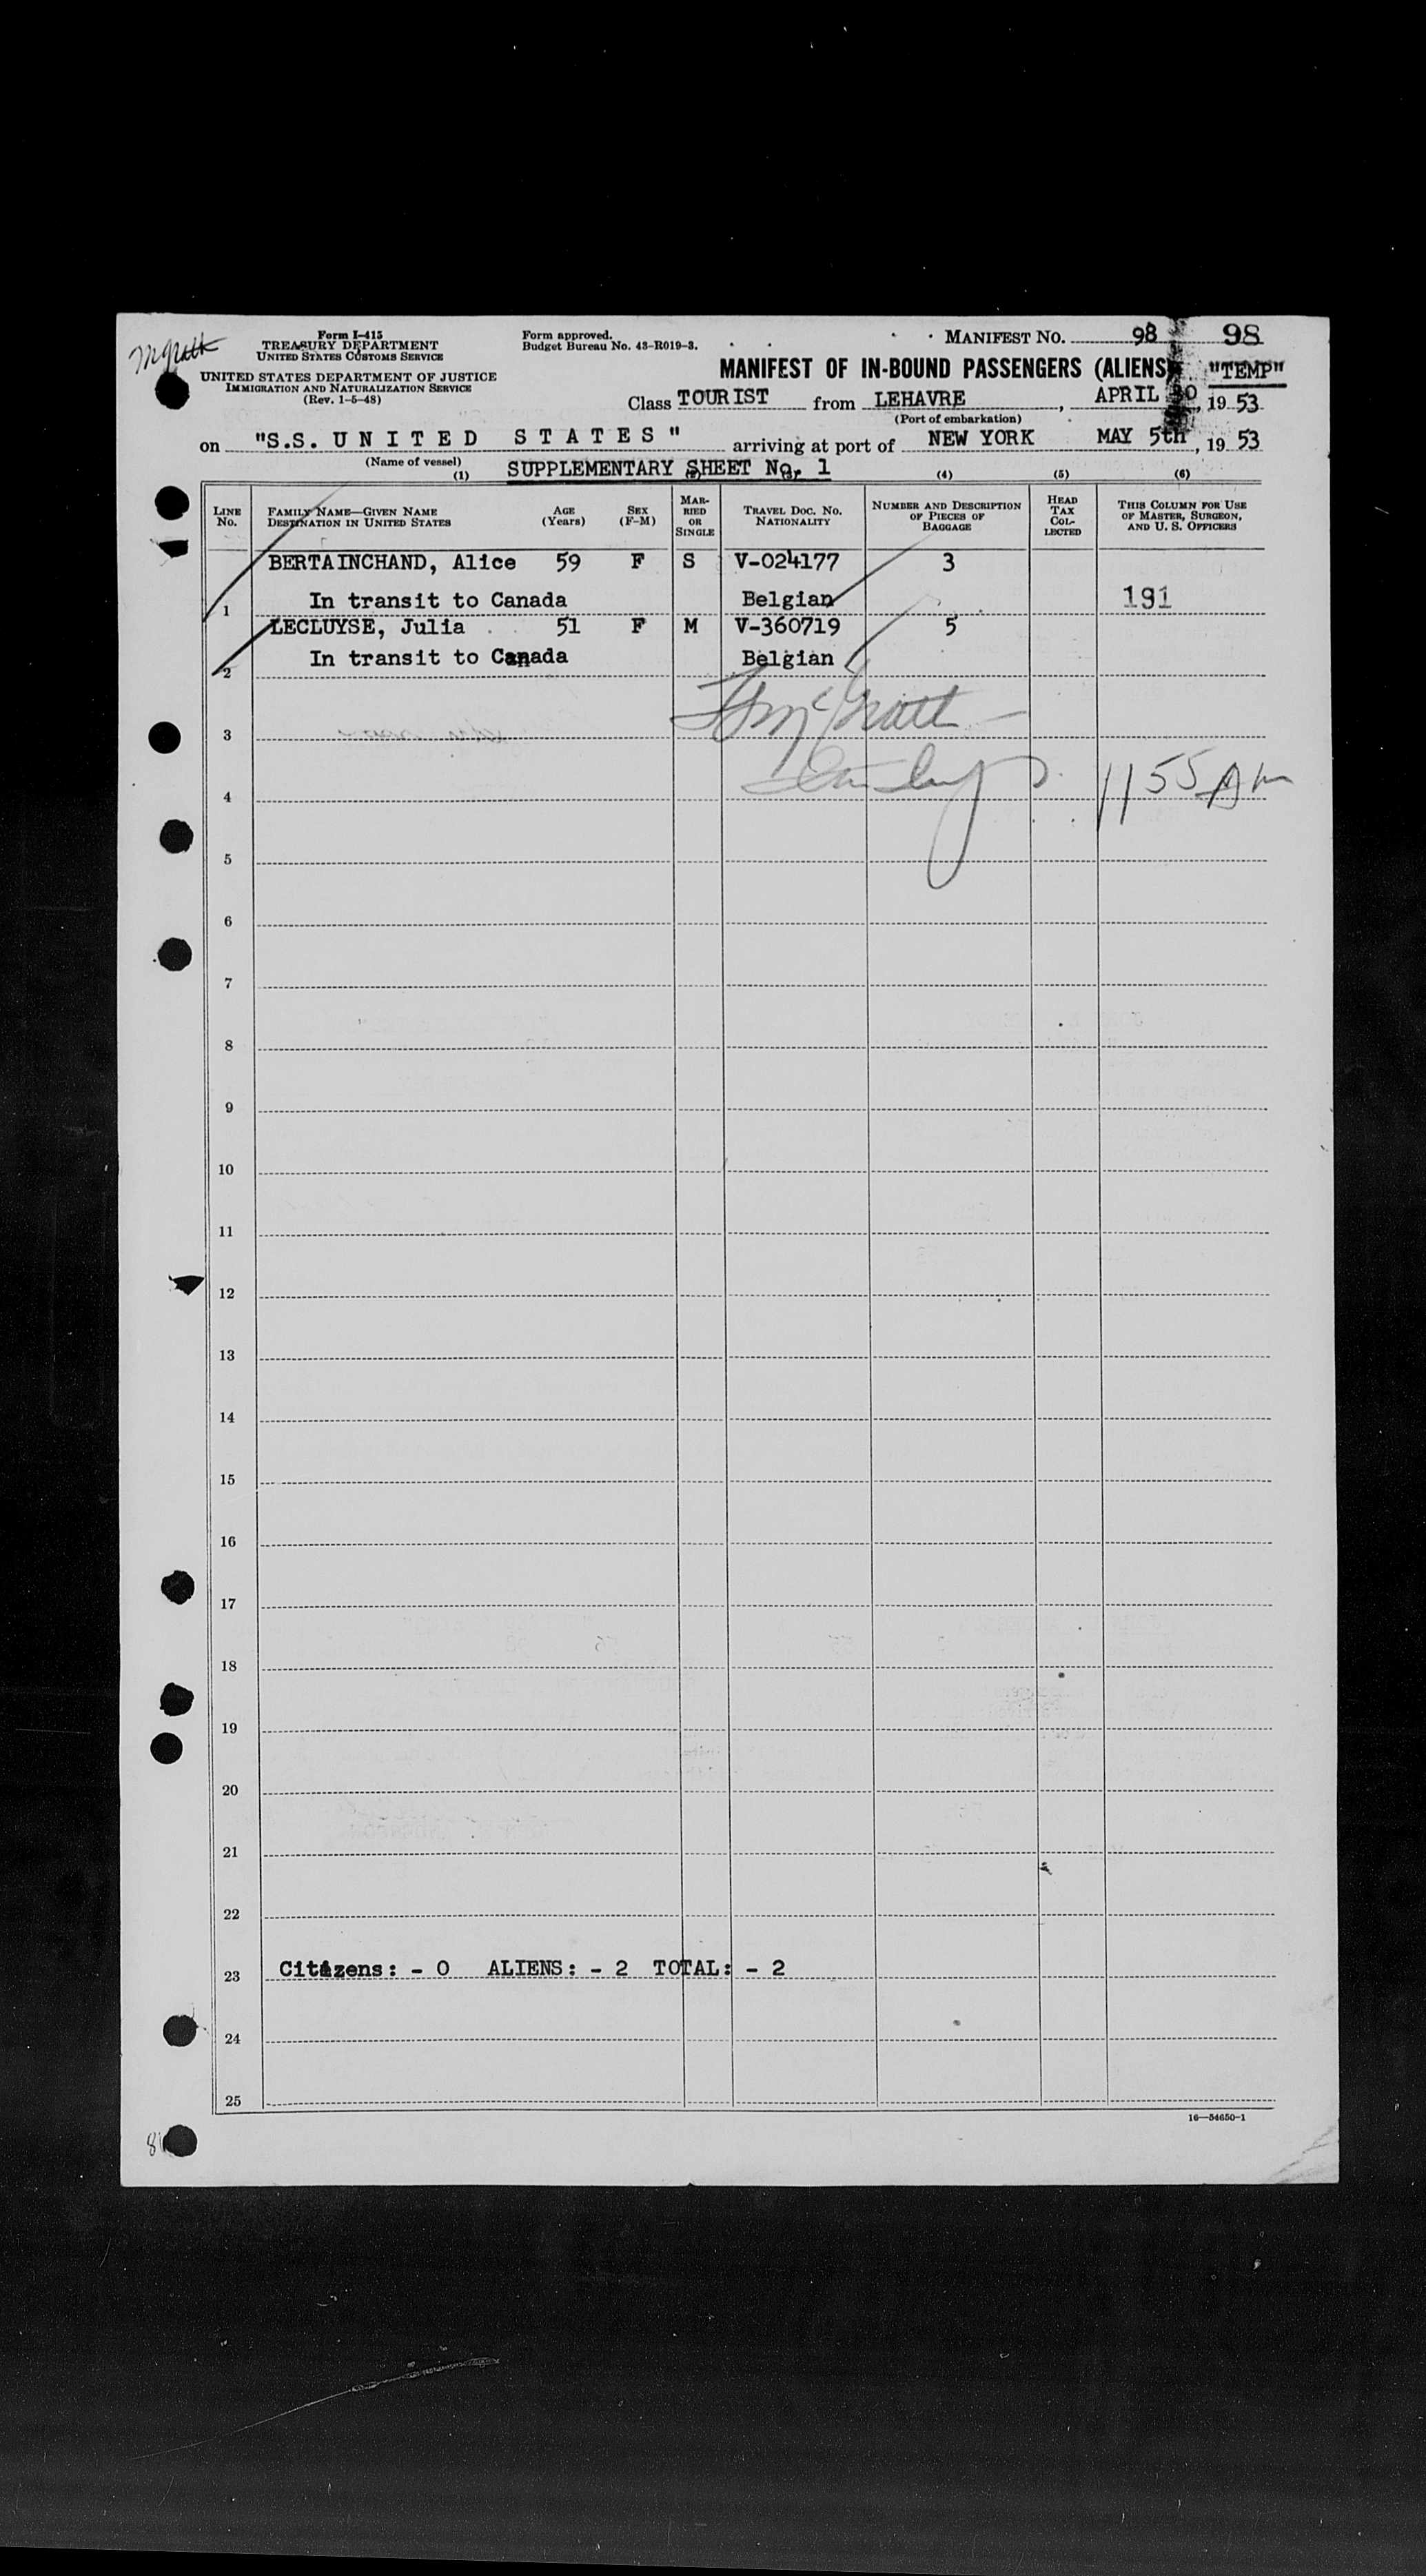 McGrath
Form I-415
TREASURY DEPARTMENT
UNITED STATES CUSTOMS SERVICE
UNITED STATES DEPARTMENT OF JUSTICE
IMMIGRATION AND NATURALIZATION SERVICE
(Rev. 1-5-48)
Form approved.
Budget Bureau No. 43-R019-3.
MANIFEST NO. 98 98
MANIFEST OF IN-BOUND PASSENGERS (ALIENS) "TEMP"
Class TOURIST from LEHAVRE, APRIL 30, 1953
(Port of embarkation)
on "S.S. UNITED STATES" arriving at port of NEW YORK MAY 5th, 1953
(Name of vessel)
SUPPLEMENTARY SHEET No. 1
(1) (4) (5) (6)
LINE No. FAMILY NAME—GIVEN NAME DESTINATION IN UNITED STATES AGE (Years) SEX (F-M) MARRIED OR SINGLE TRAVEL DOC. NO. NATIONALITY NUMBER AND DESCRIPTION OF PIECES OF BAGGAGE HEAD TAX COLLECTED THIS COLUMN FOR USE OF MASTER, SURGEON, AND U. S. OFFICERS
BERTAINCHAND, Alice 59 F S V-024177 3
1 In transit to Canada Belgian 191
LECLUYSE, Julia 51 F M V-360719 5
2 In transit to Canada Belgian
McGrath
3
1155 Am
4
5
6
7
8
9
10
11
12
13
14
15
16
17
18
19
20
21
22
23 Citizens: - 0 ALIENS: - 2 TOTAL: - 2
24
25
16—54650-1